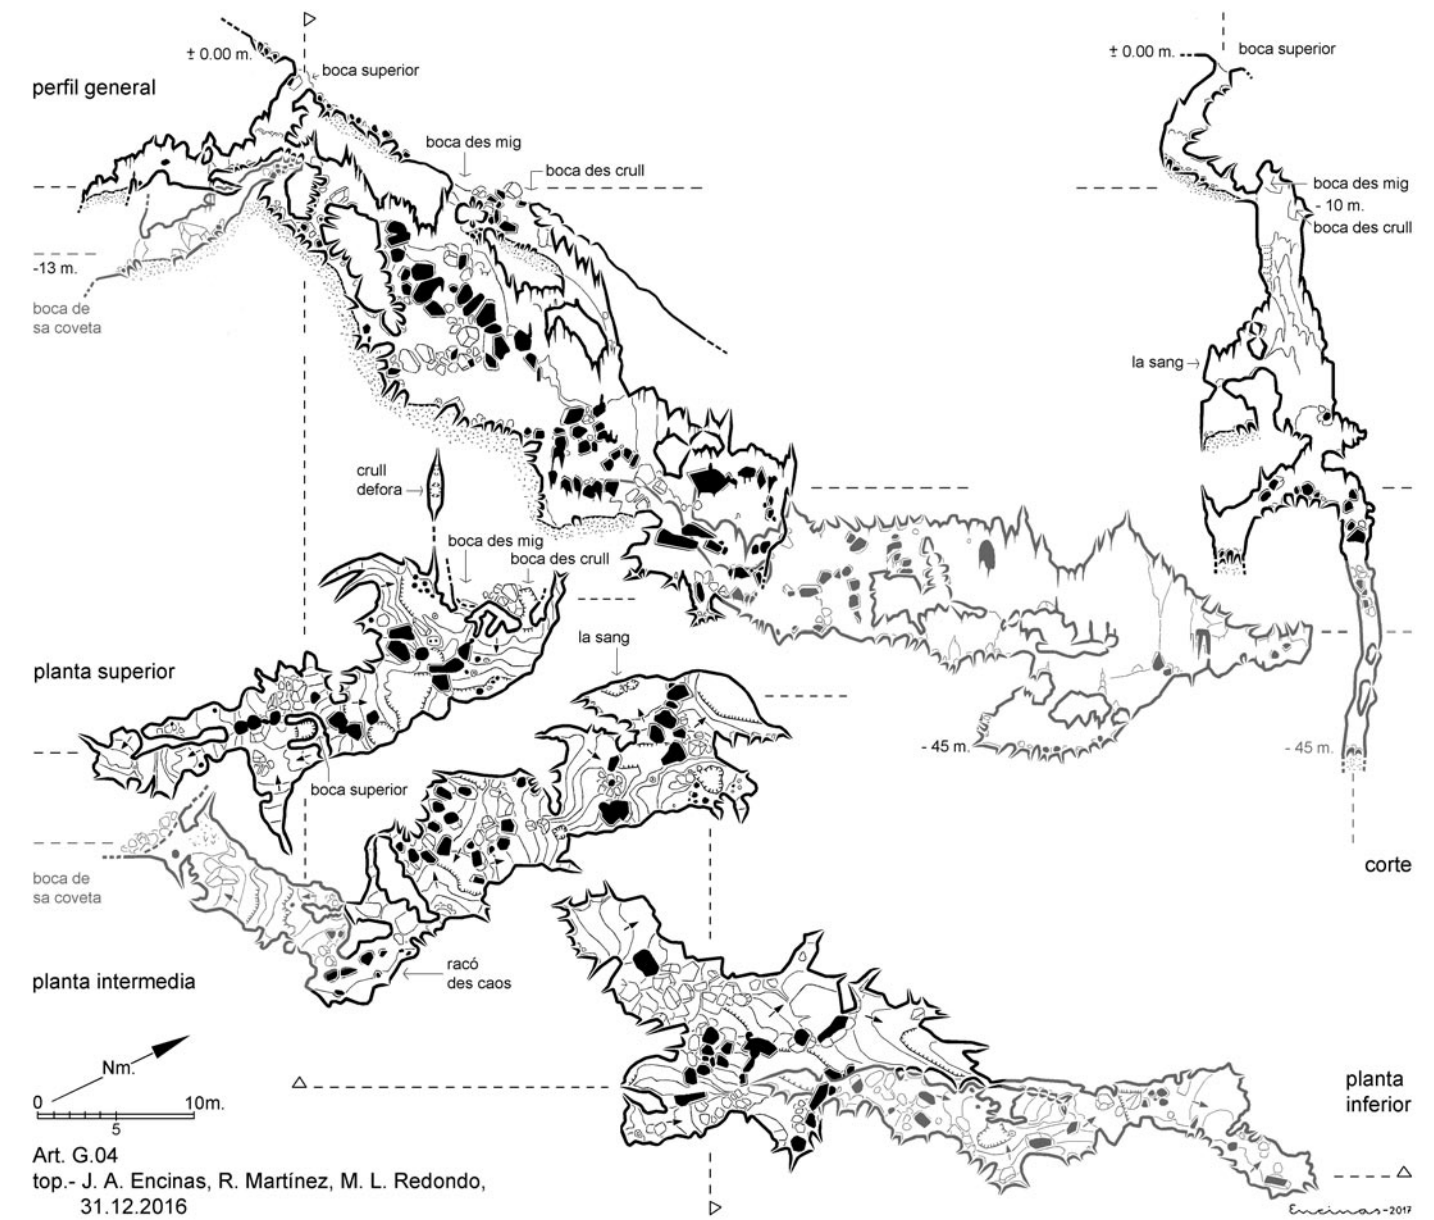 ± 0.00 m.
boca superior
perfil general
boca des mig
boca des crull
-13 m.
boca de
sa coveta
± 0.00 m.
boca superior
boca des mig
- 10 m.
boca des crull
la sang
crull
defora
boca des mig
boca des crull
la sang
planta superior
boca superior
- 45 m.
- 45 m.
corte
boca de
sa coveta
planta intermedia
racó
des caos
Nm.
0 10m.
5
planta
inferior
Art. G.04
top.- J. A. Encinas, R. Martínez, M. L. Redondo,
31.12.2016
Encinas-2017